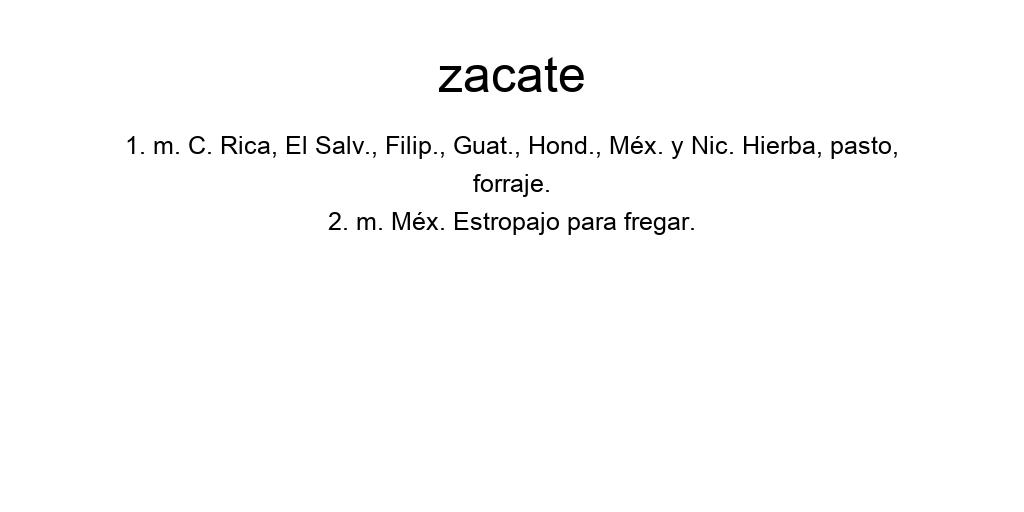 zacate
1. m. C. Rica, El Salv., Filip., Guat., Hond., Méx. y Nic. Hierba, pasto,
forraje.
2. m. Méx. Estropajo para fregar.